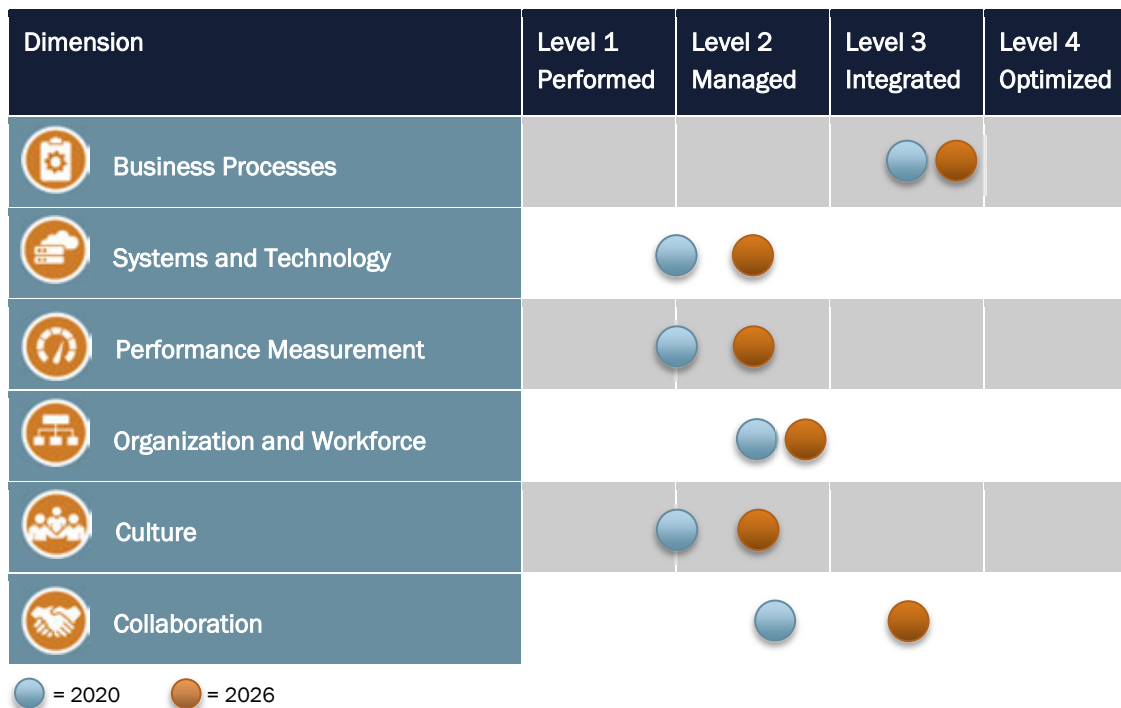 Dimension
Level 1
Performed
Level 2
Managed
Level 3
Integrated
Level 4
Optimized
Business Processes
Systems and Technology
Performance Measurement
Organization and Workforce
Culture
Collaboration
= 2020
= 2026